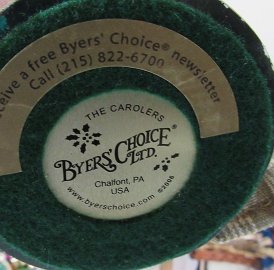 a free Byers' Choice® newsletter
Call (215) 822-6700
THE CAROLERS
BYERS' CHOICE
LTD.®
Chalfont, PA
USA
www.byerschoice.com ©2006